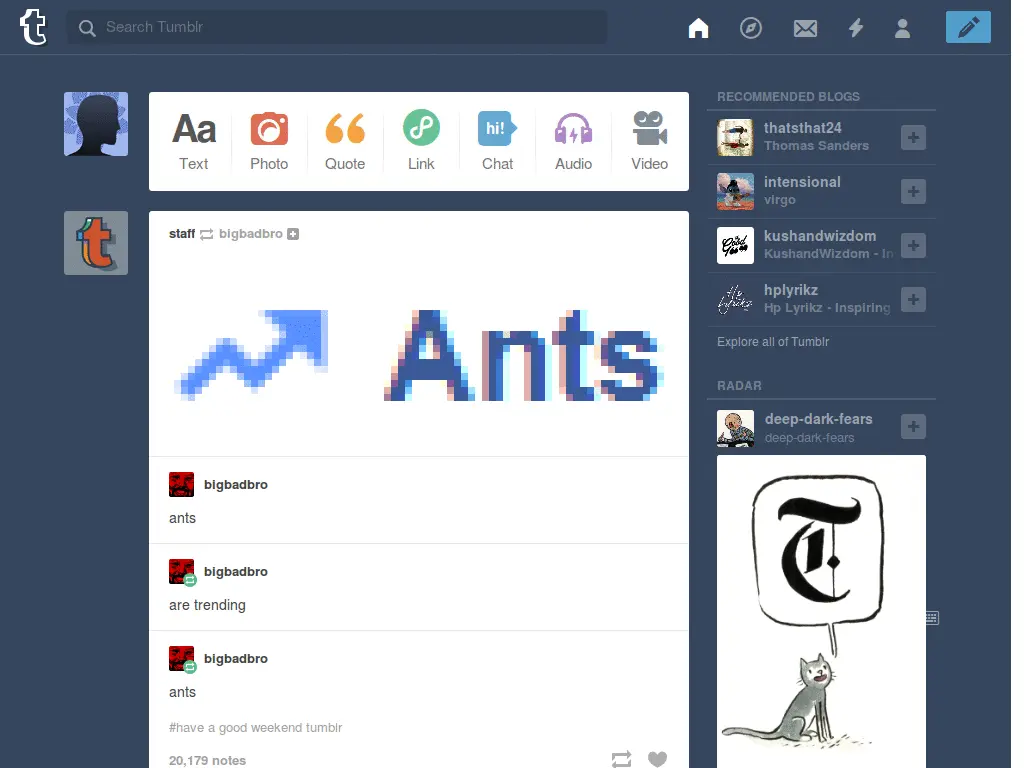 t
Search Tumblr
Aa
hi!
Text
Photo
Quote
Link
Chat
Audio
Video
t
staff bigbadbro
Ants
bigbadbro
ants
bigbadbro
are trending
bigbadbro
ants
#have a good weekend tumblr
20,179 notes
RECOMMENDED BLOGS
thatsthat24
Thomas Sanders
intensional
virgo
kushandwizdom
KushandWizdom - In
hplyrikz
Hp Lyrikz
Hp Lyrikz - Inspiring
Explore all of Tumblr
RADAR
deep-dark-fears
deep-dark-fears
T